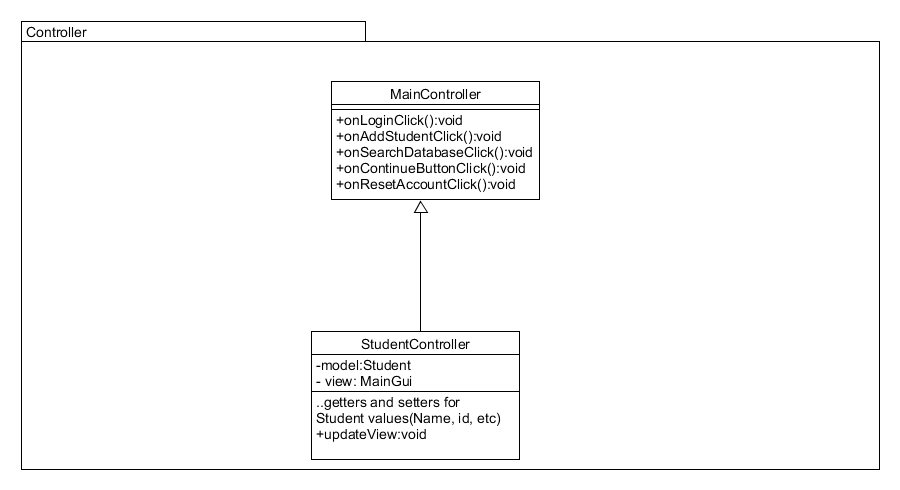 Controller
MainController
+onLoginClick():void
+onAddStudentClick():void
+onSearchDatabaseClick():void
+onContinueButtonClick():void
+onResetAccountClick():void
StudentController
-model:Student
- view: MainGui
..getters and setters for
Student values(Name, id, etc)
+updateView:void